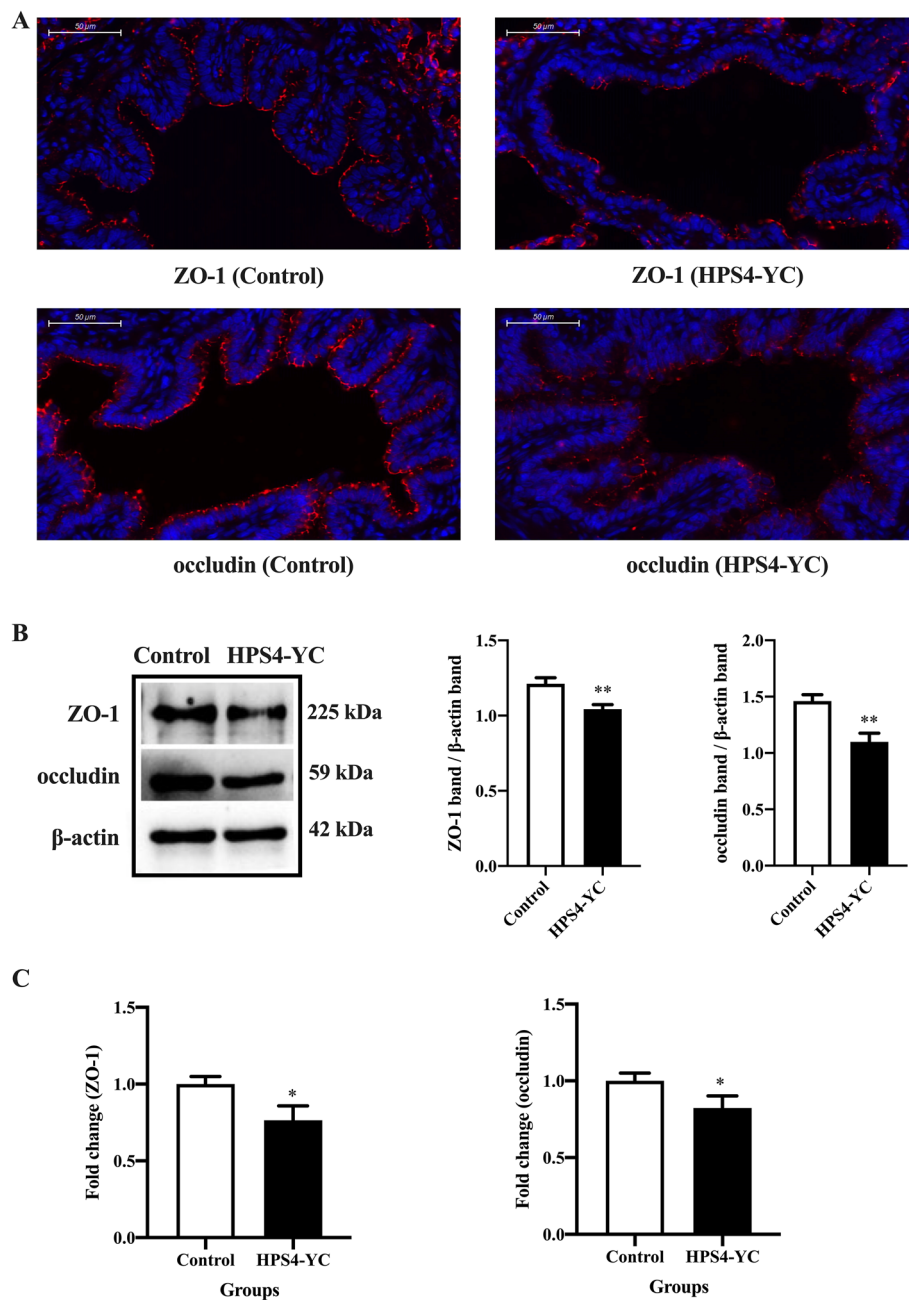 A
50 µm
50 µm
ZO-1 (Control)
ZO-1 (HPS4-YC)
50 µm
50 µm
occludin (Control)
occludin (HPS4-YC)
B
Control HPS4-YC
ZO-1
225 kDa
occludin
59 kDa
β-actin
42 kDa
ZO-1 band / β-actin band
1.5
1.0
0.5
0.0
**
Control
HPS4-YC
occludin band / β-actin band
2.0
1.5
1.0
0.5
0.0
**
Control
HPS4-YC
C
Fold change (ZO-1)
1.5
1.0
0.5
0.0
*
Control
HPS4-YC
Groups
Fold change (occludin)
1.5
1.0
0.5
0.0
*
Control
HPS4-YC
Groups